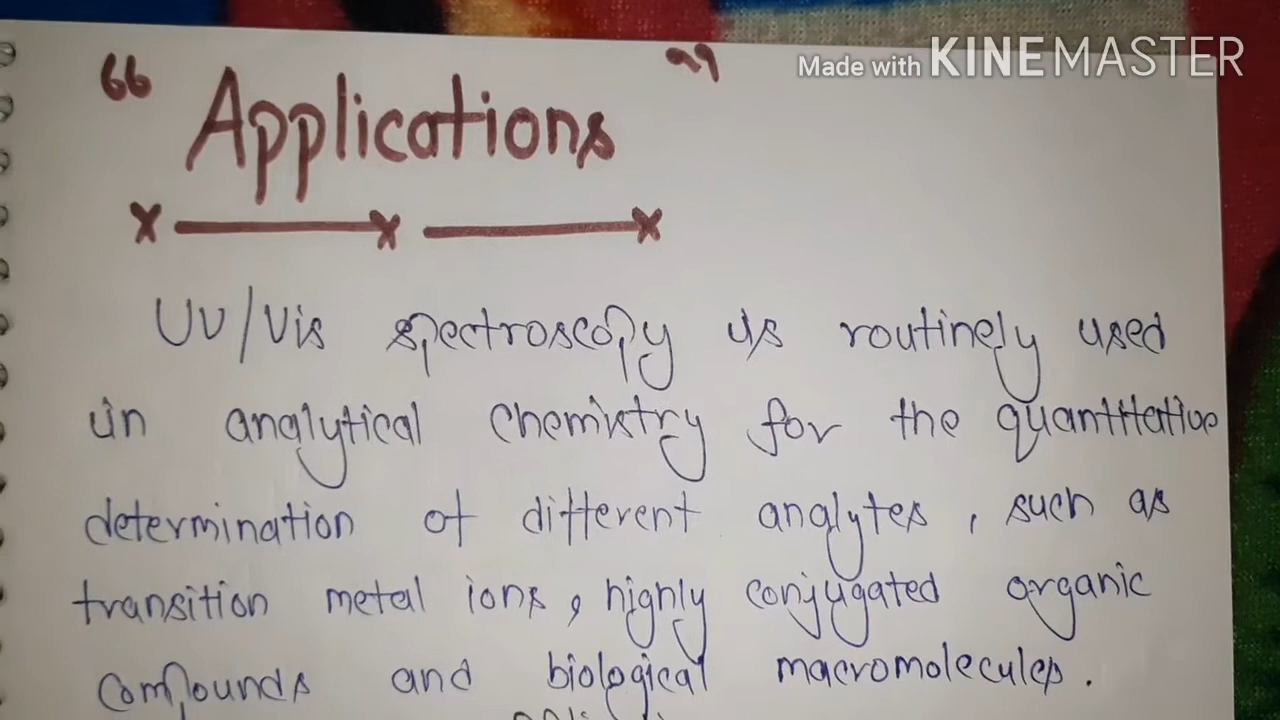 Made with KINEMASTER
" Applications "
UV/Vis spectroscopy is routinely used
in analytical chemistry for the quantitative
determination of different analytes, such as
transition metal ions, highly conjugated organic
compounds and biological macromolecules.